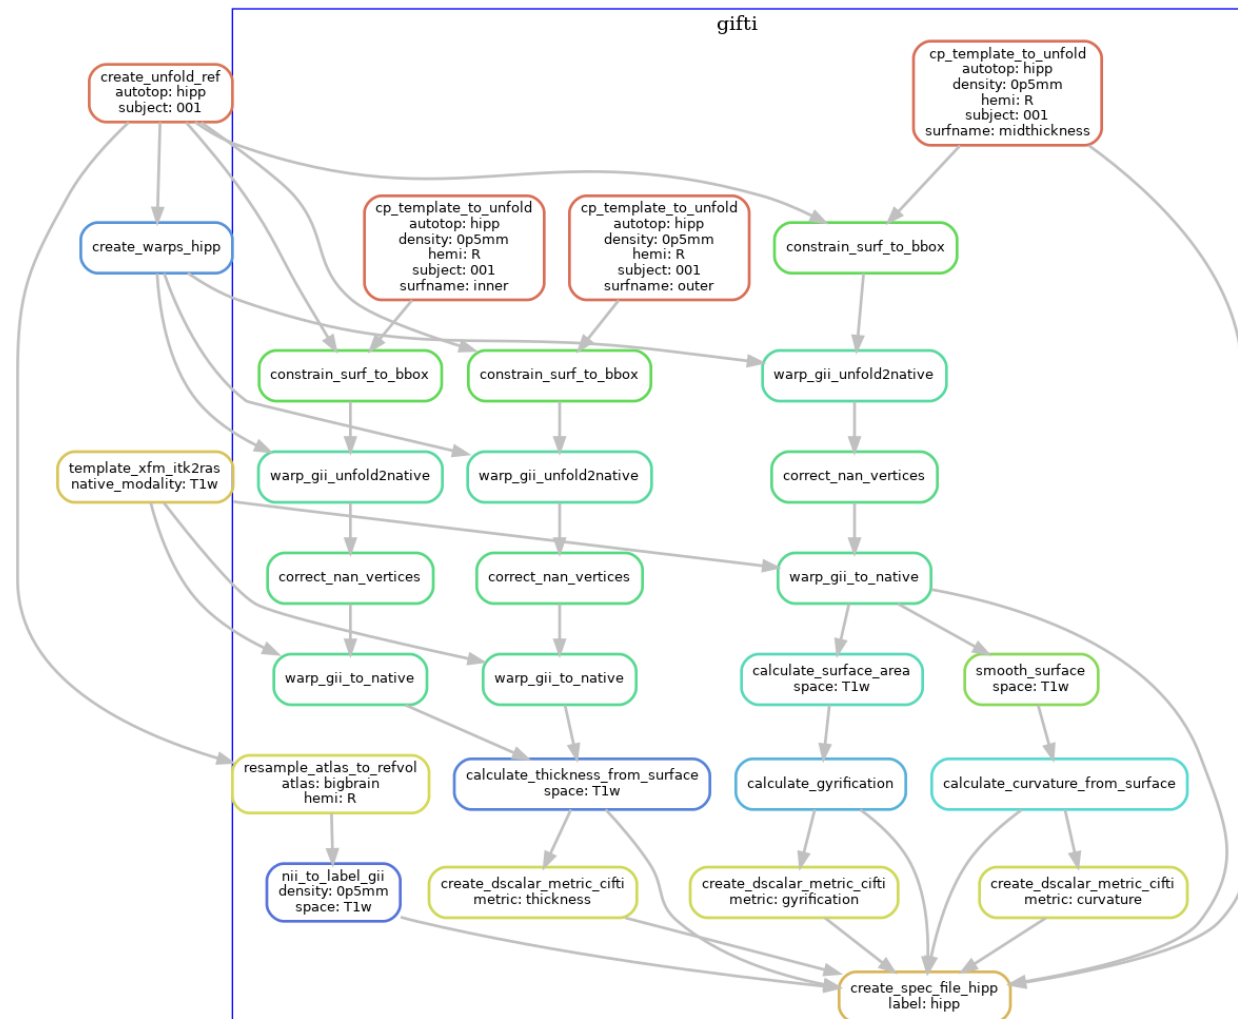 gifti
create_unfold_ref
autotop: hipp
subject: 001
cp_template_to_unfold
autotop: hipp
density: 0p5mm
hemi: R
subject: 001
surfname: midthickness
create_warps_hipp
cp_template_to_unfold
autotop: hipp
density: 0p5mm
hemi: R
subject: 001
surfname: inner
cp_template_to_unfold
autotop: hipp
density: 0p5mm
hemi: R
subject: 001
surfname: outer
constrain_surf_to_bbox
constrain_surf_to_bbox
constrain_surf_to_bbox
warp_gii_unfold2native
template_xfm_itk2ras
native_modality: T1w
warp_gii_unfold2native
warp_gii_unfold2native
correct_nan_vertices
correct_nan_vertices
correct_nan_vertices
warp_gii_to_native
warp_gii_to_native
warp_gii_to_native
calculate_surface_area
space: T1w
smooth_surface
space: T1w
resample_atlas_to_refvol
atlas: bigbrain
hemi: R
calculate_thickness_from_surface
space: T1w
calculate_gyrification
calculate_curvature_from_surface
nii_to_label_gii
density: 0p5mm
space: T1w
create_dscalar_metric_cifti
metric: thickness
create_dscalar_metric_cifti
metric: gyrification
create_dscalar_metric_cifti
metric: curvature
create_spec_file_hipp
label: hipp